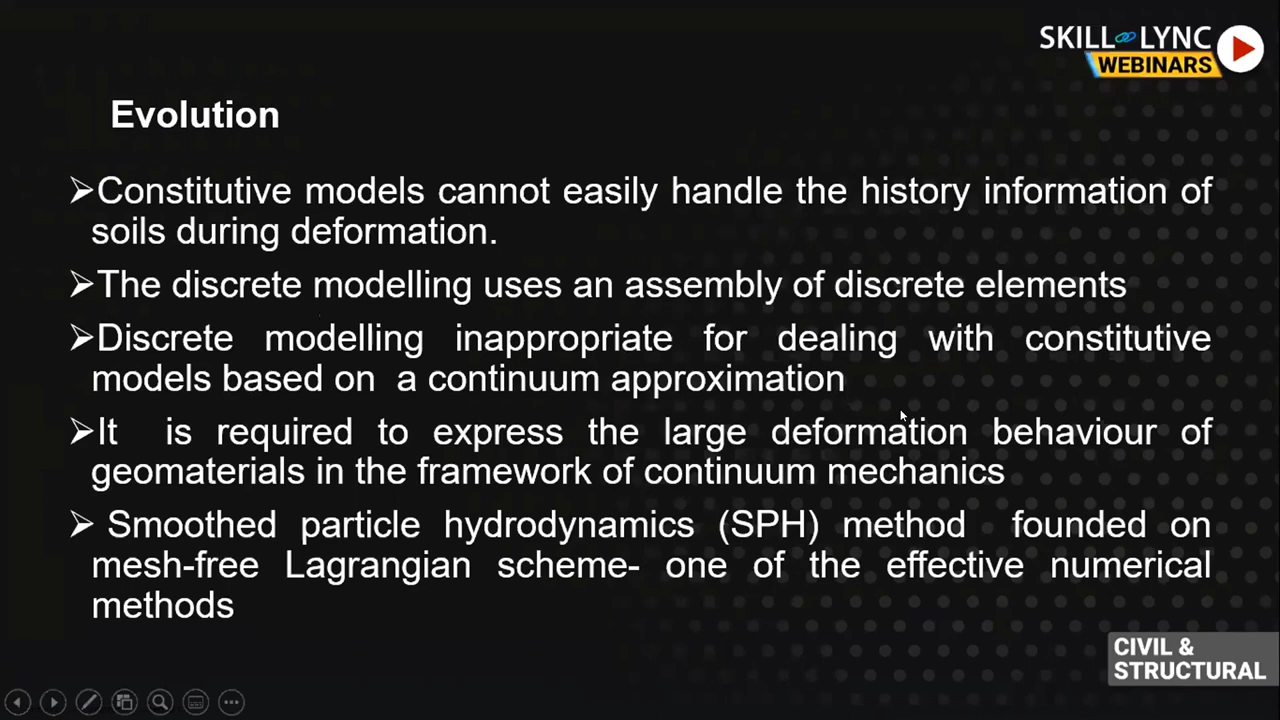 SKILL LYNC
WEBINARS
Evolution
➢Constitutive models cannot easily handle the history information of
soils during deformation.
➢The discrete modelling uses an assembly of discrete elements
➢Discrete modelling inappropriate for dealing with constitutive
models based on a continuum approximation
➢It is required to express the large deformation behaviour of
geomaterials in the framework of continuum mechanics
➢ Smoothed particle hydrodynamics (SPH) method founded on
mesh-free Lagrangian scheme- one of the effective numerical
methods
CIVIL &
STRUCTURAL